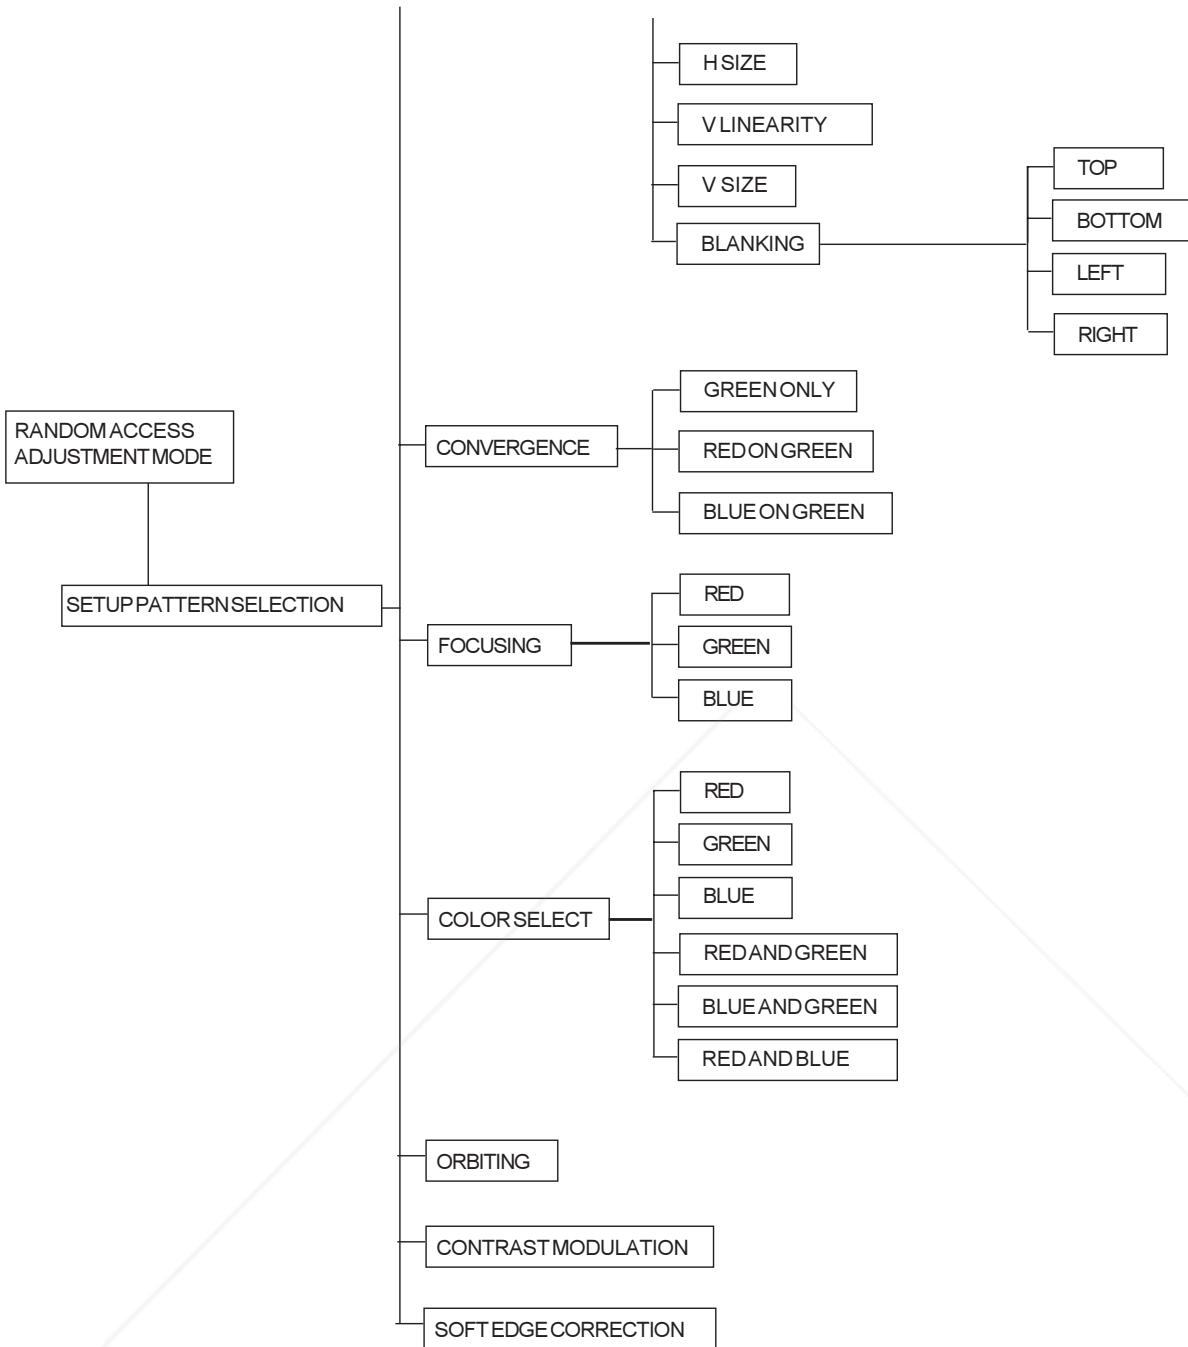 H SIZE
V LINEARITY
V SIZE
BLANKING
TOP
BOTTOM
LEFT
RIGHT
RANDOM ACCESS
ADJUSTMENT MODE
SETUP PATTERN SELECTION
CONVERGENCE
GREEN ONLY
RED ON GREEN
BLUE ON GREEN
FOCUSING
RED
GREEN
BLUE
COLOR SELECT
RED
GREEN
BLUE
RED AND GREEN
BLUE AND GREEN
RED AND BLUE
ORBITING
CONTRAST MODULATION
SOFT EDGE CORRECTION